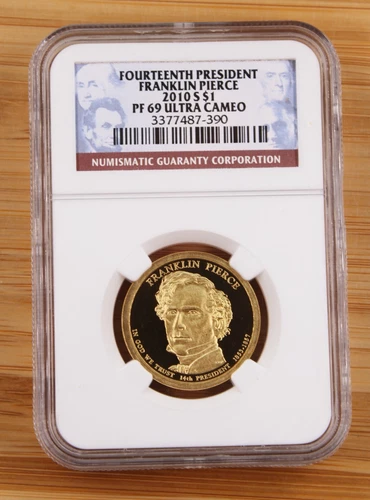 FOURTEENTH PRESIDENT
FRANKLIN PIERCE
2010 S $1
PF 69 ULTRA CAMEO
3377487-390
NUMISMATIC GUARANTY CORPORATION
FRANKLIN PIERCE
IN GOD WE TRUST 14th PRESIDENT 1853-1857